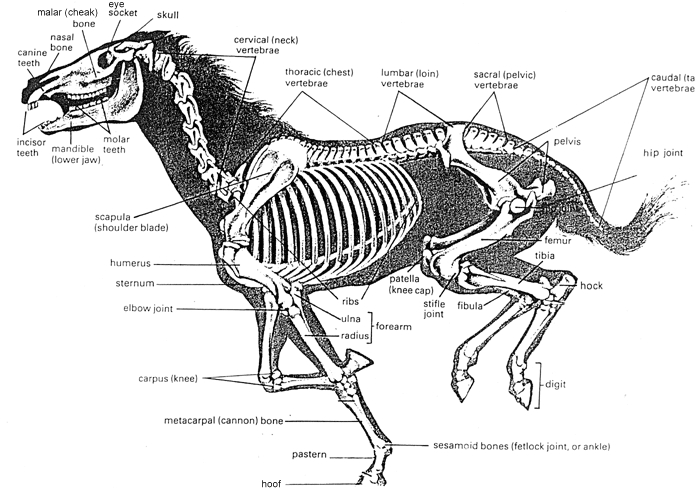 eye
socket
malar (cheak)
bone
skull
nasal
bone
canine
teeth
cervical (neck)
vertebrae
thoracic (chest)
vertebrae
lumbar (loin)
vertebrae
sacral (pelvic)
vertebrae
caudal (ta
vertebrae
incisor
teeth
mandible
(lower jaw)
molar
teeth
pelvis
hip joint
scapula
(shoulder blade)
femur
tibia
humerus
sternum
patella
(knee cap)
hock
ribs
stifle
joint
fibula
elbow joint
ulna
forearm
radius
carpus (knee)
digit
metacarpal (cannon) bone
sesamoid bones (fetlock joint, or ankle)
pastern
hoof